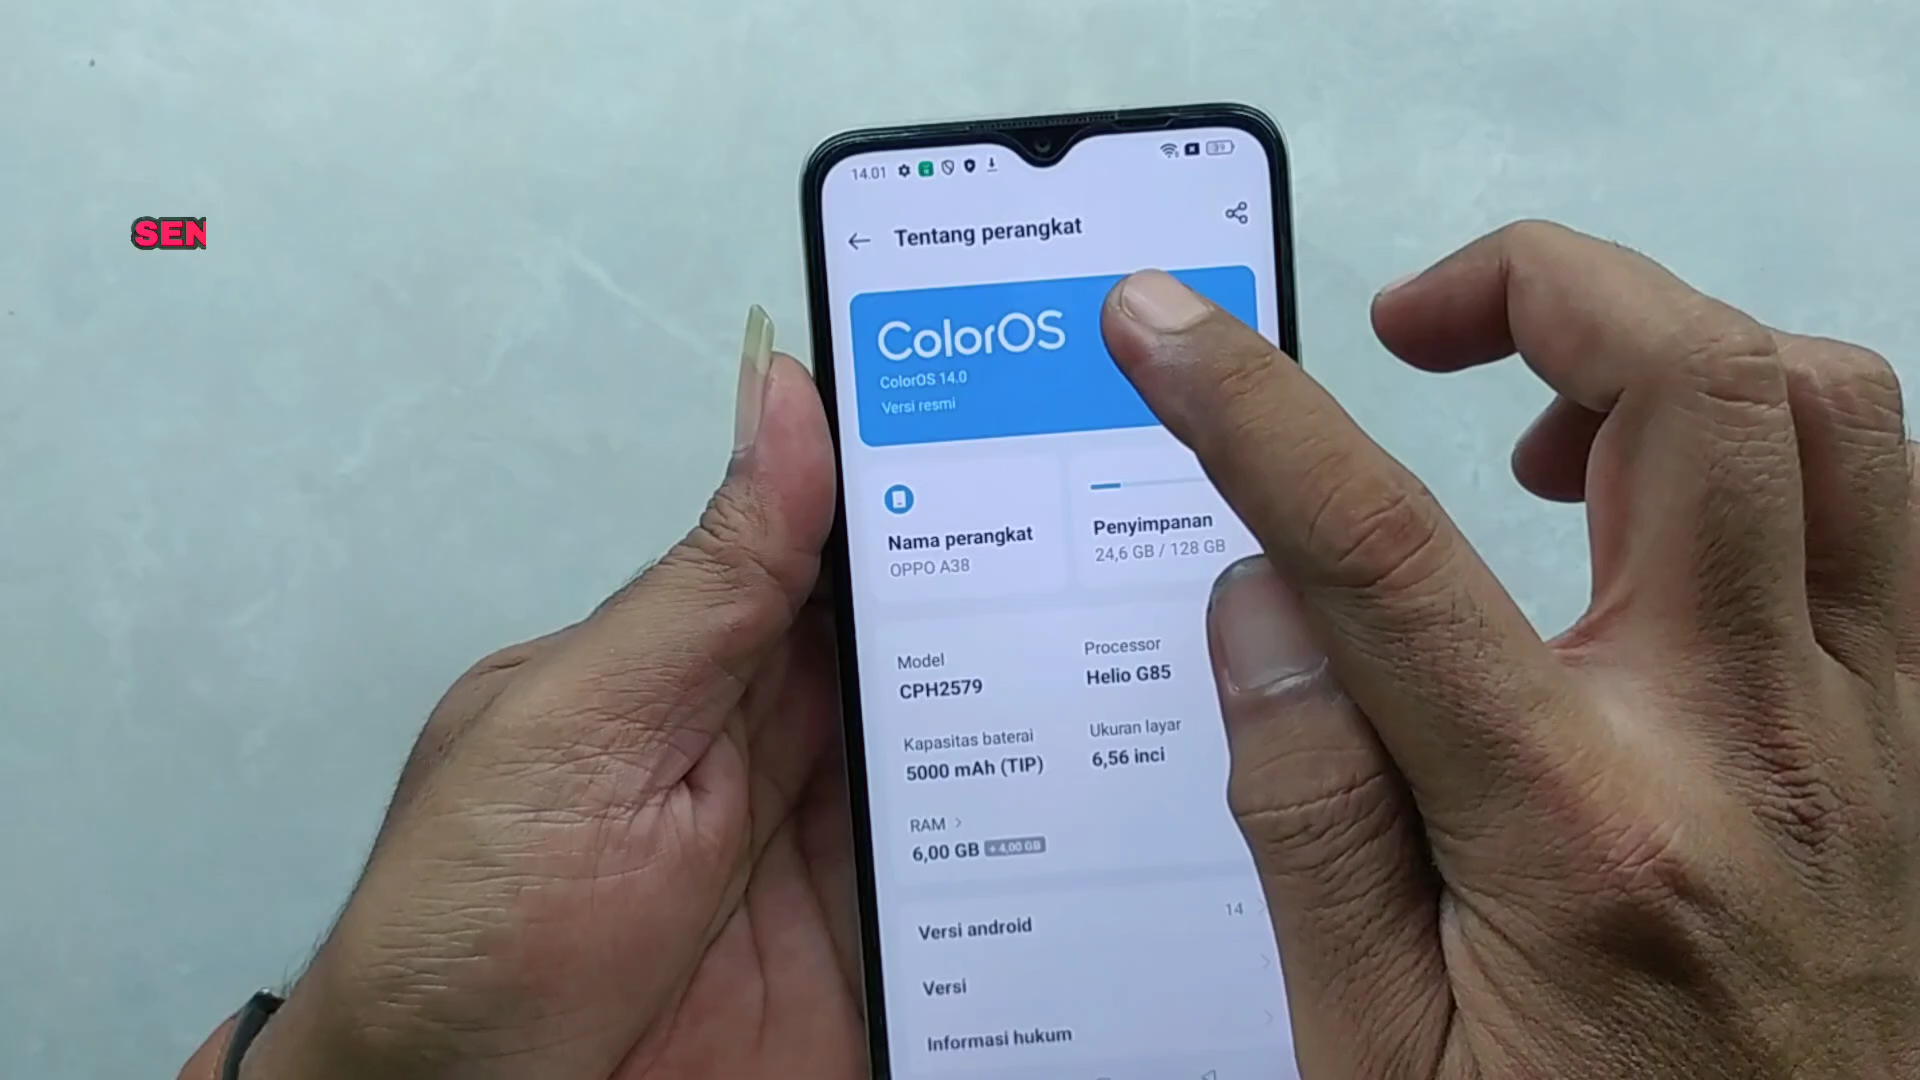 14.01
39
Tentang perangkat
SEN
ColorOS
ColorOS 14.0
Versi resmi
Nama perangkat
OPPO A38
Penyimpanan
24,6 GB / 128 GB
Model
CPH2579
Processor
Helio G85
Kapasitas baterai
5000 mAh (TIP)
Ukuran layar
6,56 inci
RAM >
6,00 GB + 4,00 GB
Versi android 14 >
Versi >
Informasi hukum >